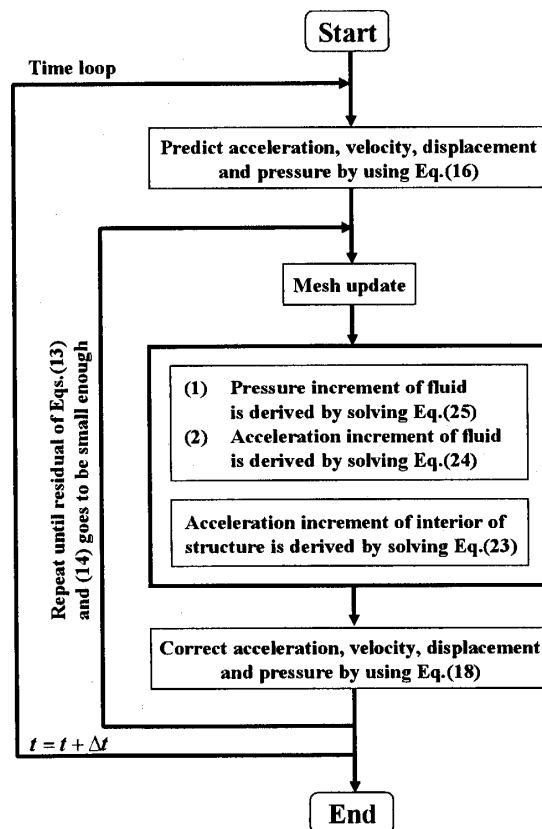 Start
Time loop
Predict acceleration, velocity, displacement
and pressure by using Eq.(16)
Mesh update
Repeat until residual of Eqs.(13)
and (14) goes to be small enough
(1) Pressure increment of fluid
is derived by solving Eq.(25)
(2) Acceleration increment of fluid
is derived by solving Eq.(24)
Acceleration increment of interior of
structure is derived by solving Eq.(23)
Correct acceleration, velocity, displacement
and pressure by using Eq.(18)
t = t + Δt
End